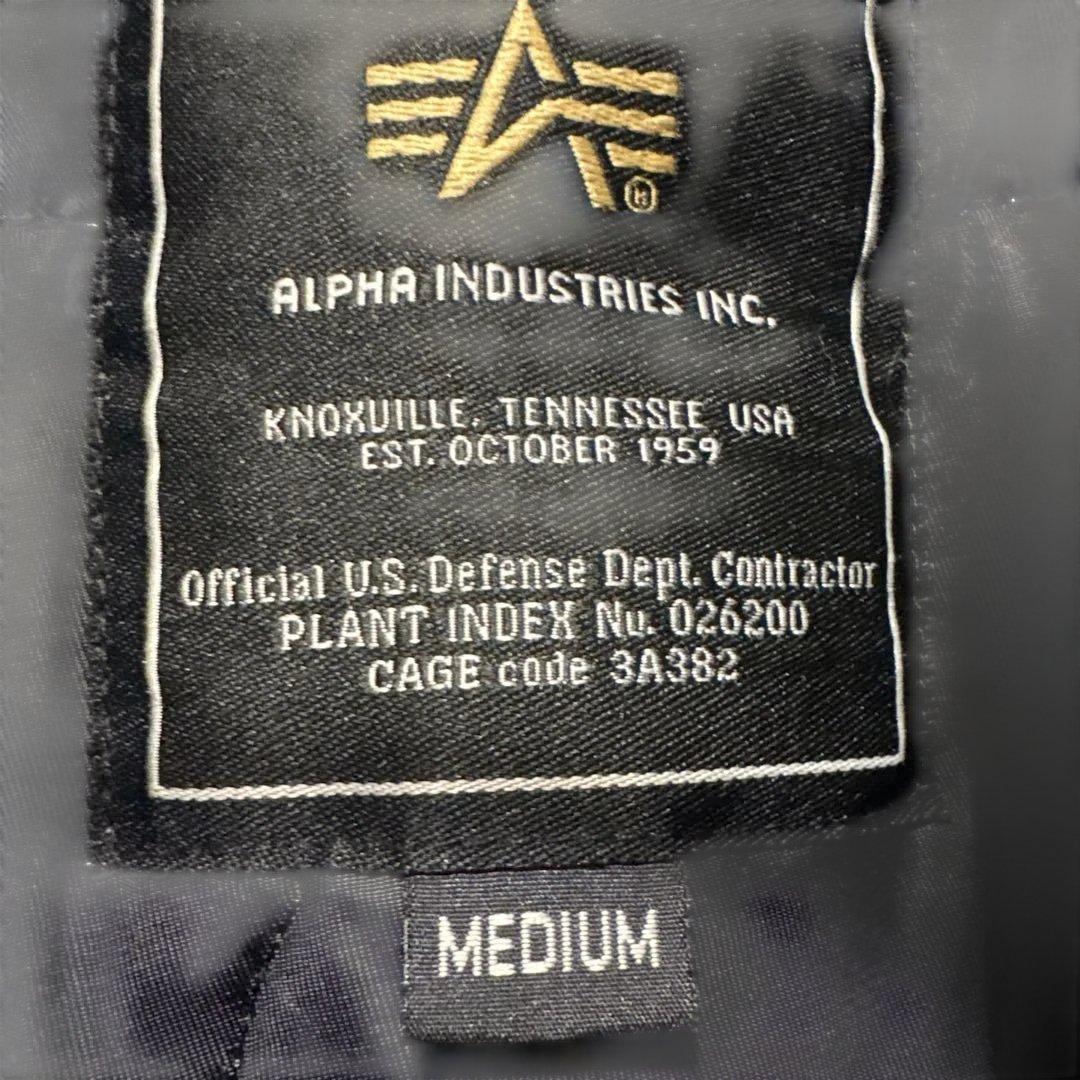 ALPHA INDUSTRIES INC.
KNOXVILLE, TENNESSEE USA
EST. OCTOBER 1959
Official U.S. Defense Dept. Contractor
PLANT INDEX No. 026200
CAGE code 3A382
MEDIUM